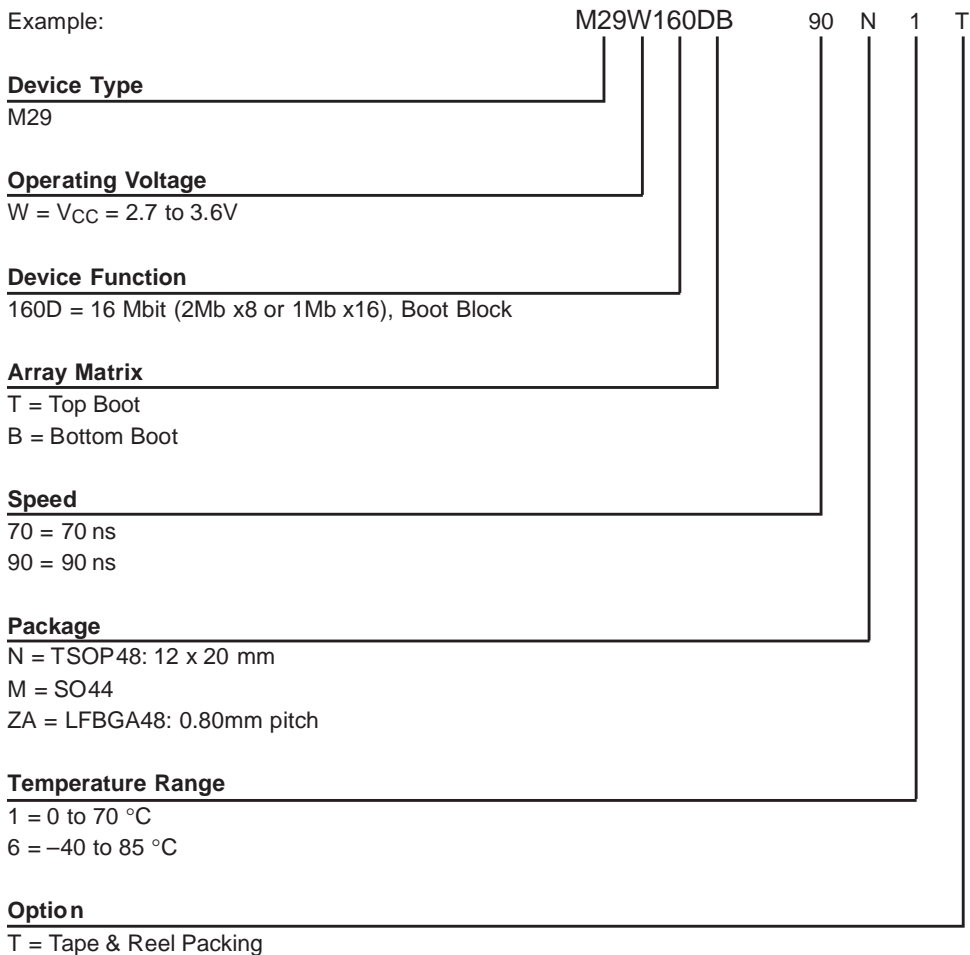 Example: M29W160DB 90 N 1 T
Device Type
M29
Operating Voltage
W = VCC = 2.7 to 3.6V
Device Function
160D = 16 Mbit (2Mb x8 or 1Mb x16), Boot Block
Array Matrix
T = Top Boot
B = Bottom Boot
Speed
70 = 70 ns
90 = 90 ns
Package
N = TSOP48: 12 x 20 mm
M = SO44
ZA = LFBGA48: 0.80mm pitch
Temperature Range
1 = 0 to 70 °C
6 = –40 to 85 °C
Option
T = Tape & Reel Packing